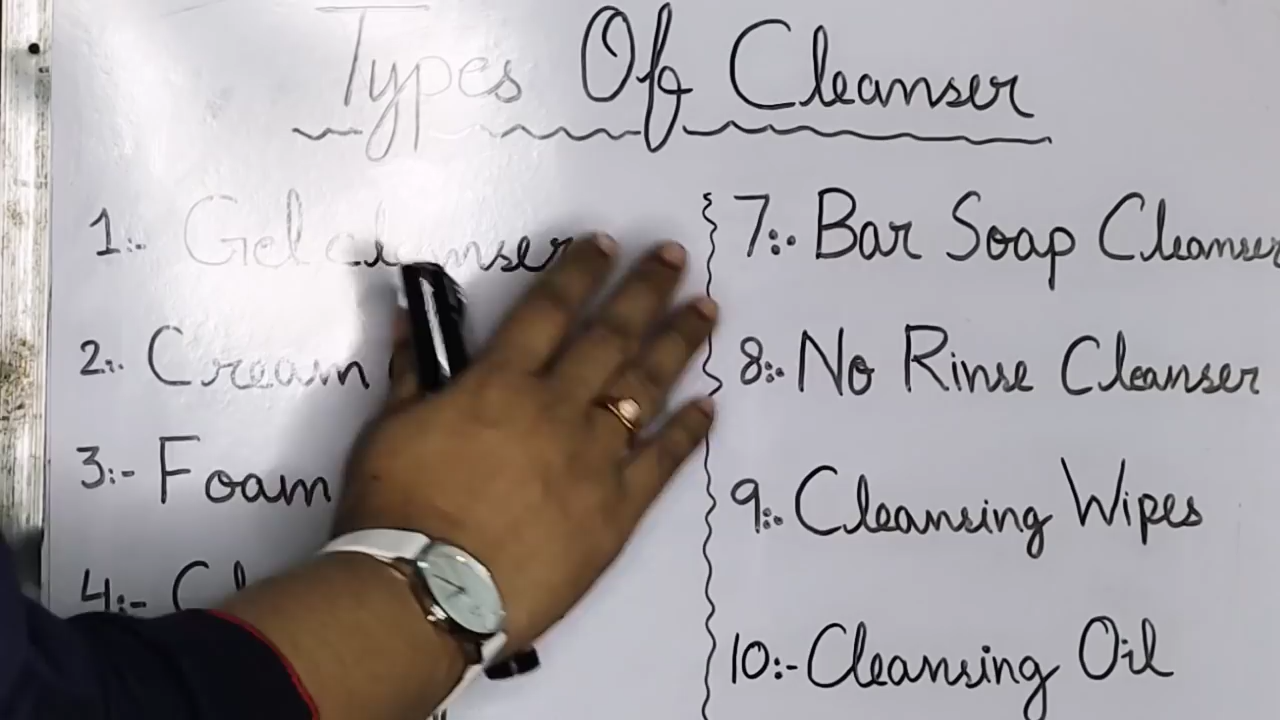 Types Of Cleanser
1:- Gel cleanser
2:- Cream
3:- Foam
4:-
7:- Bar Soap Cleanser
8:- No Rinse Cleanser
9:- Cleansing Wipes
10:- Cleansing Oil